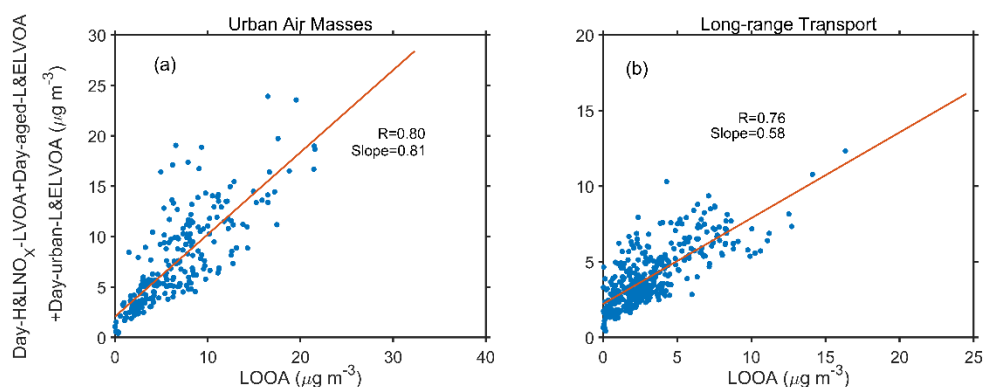 Urban Air Masses
Long-range Transport
Day-H&LNOX-LVOA+Day-aged-L&ELVOA
+Day-urban-L&ELVOA (μg m-3)
30
25
20
15
10
5
0
(a)
R=0.80
Slope=0.81
0 10 20 30 40
LOOA (μg m-3)
20
15
10
5
0
(b)
R=0.76
Slope=0.58
0 5 10 15 20 25
LOOA (μg m-3)